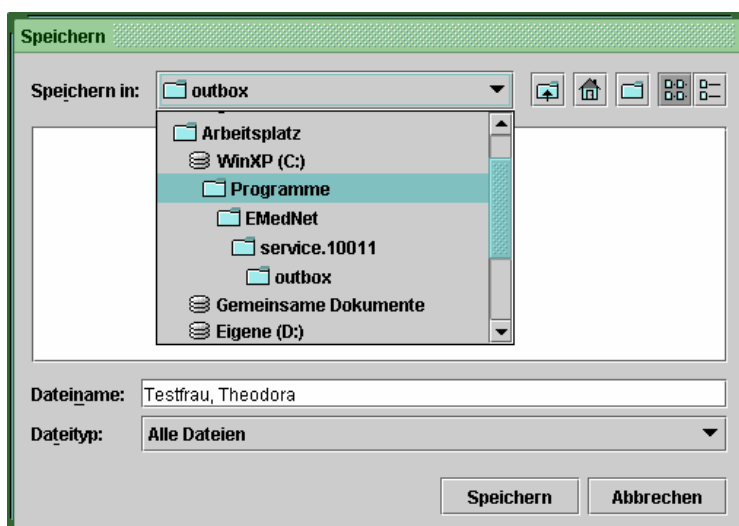 Speichern
Speichern in:
outbox
Arbeitsplatz
WinXP (C:)
Programme
EMedNet
service.10011
outbox
Gemeinsame Dokumente
Eigene (D:)
Dateiname: Testfrau, Theodora
Dateityp: Alle Dateien
Speichern Abbrechen